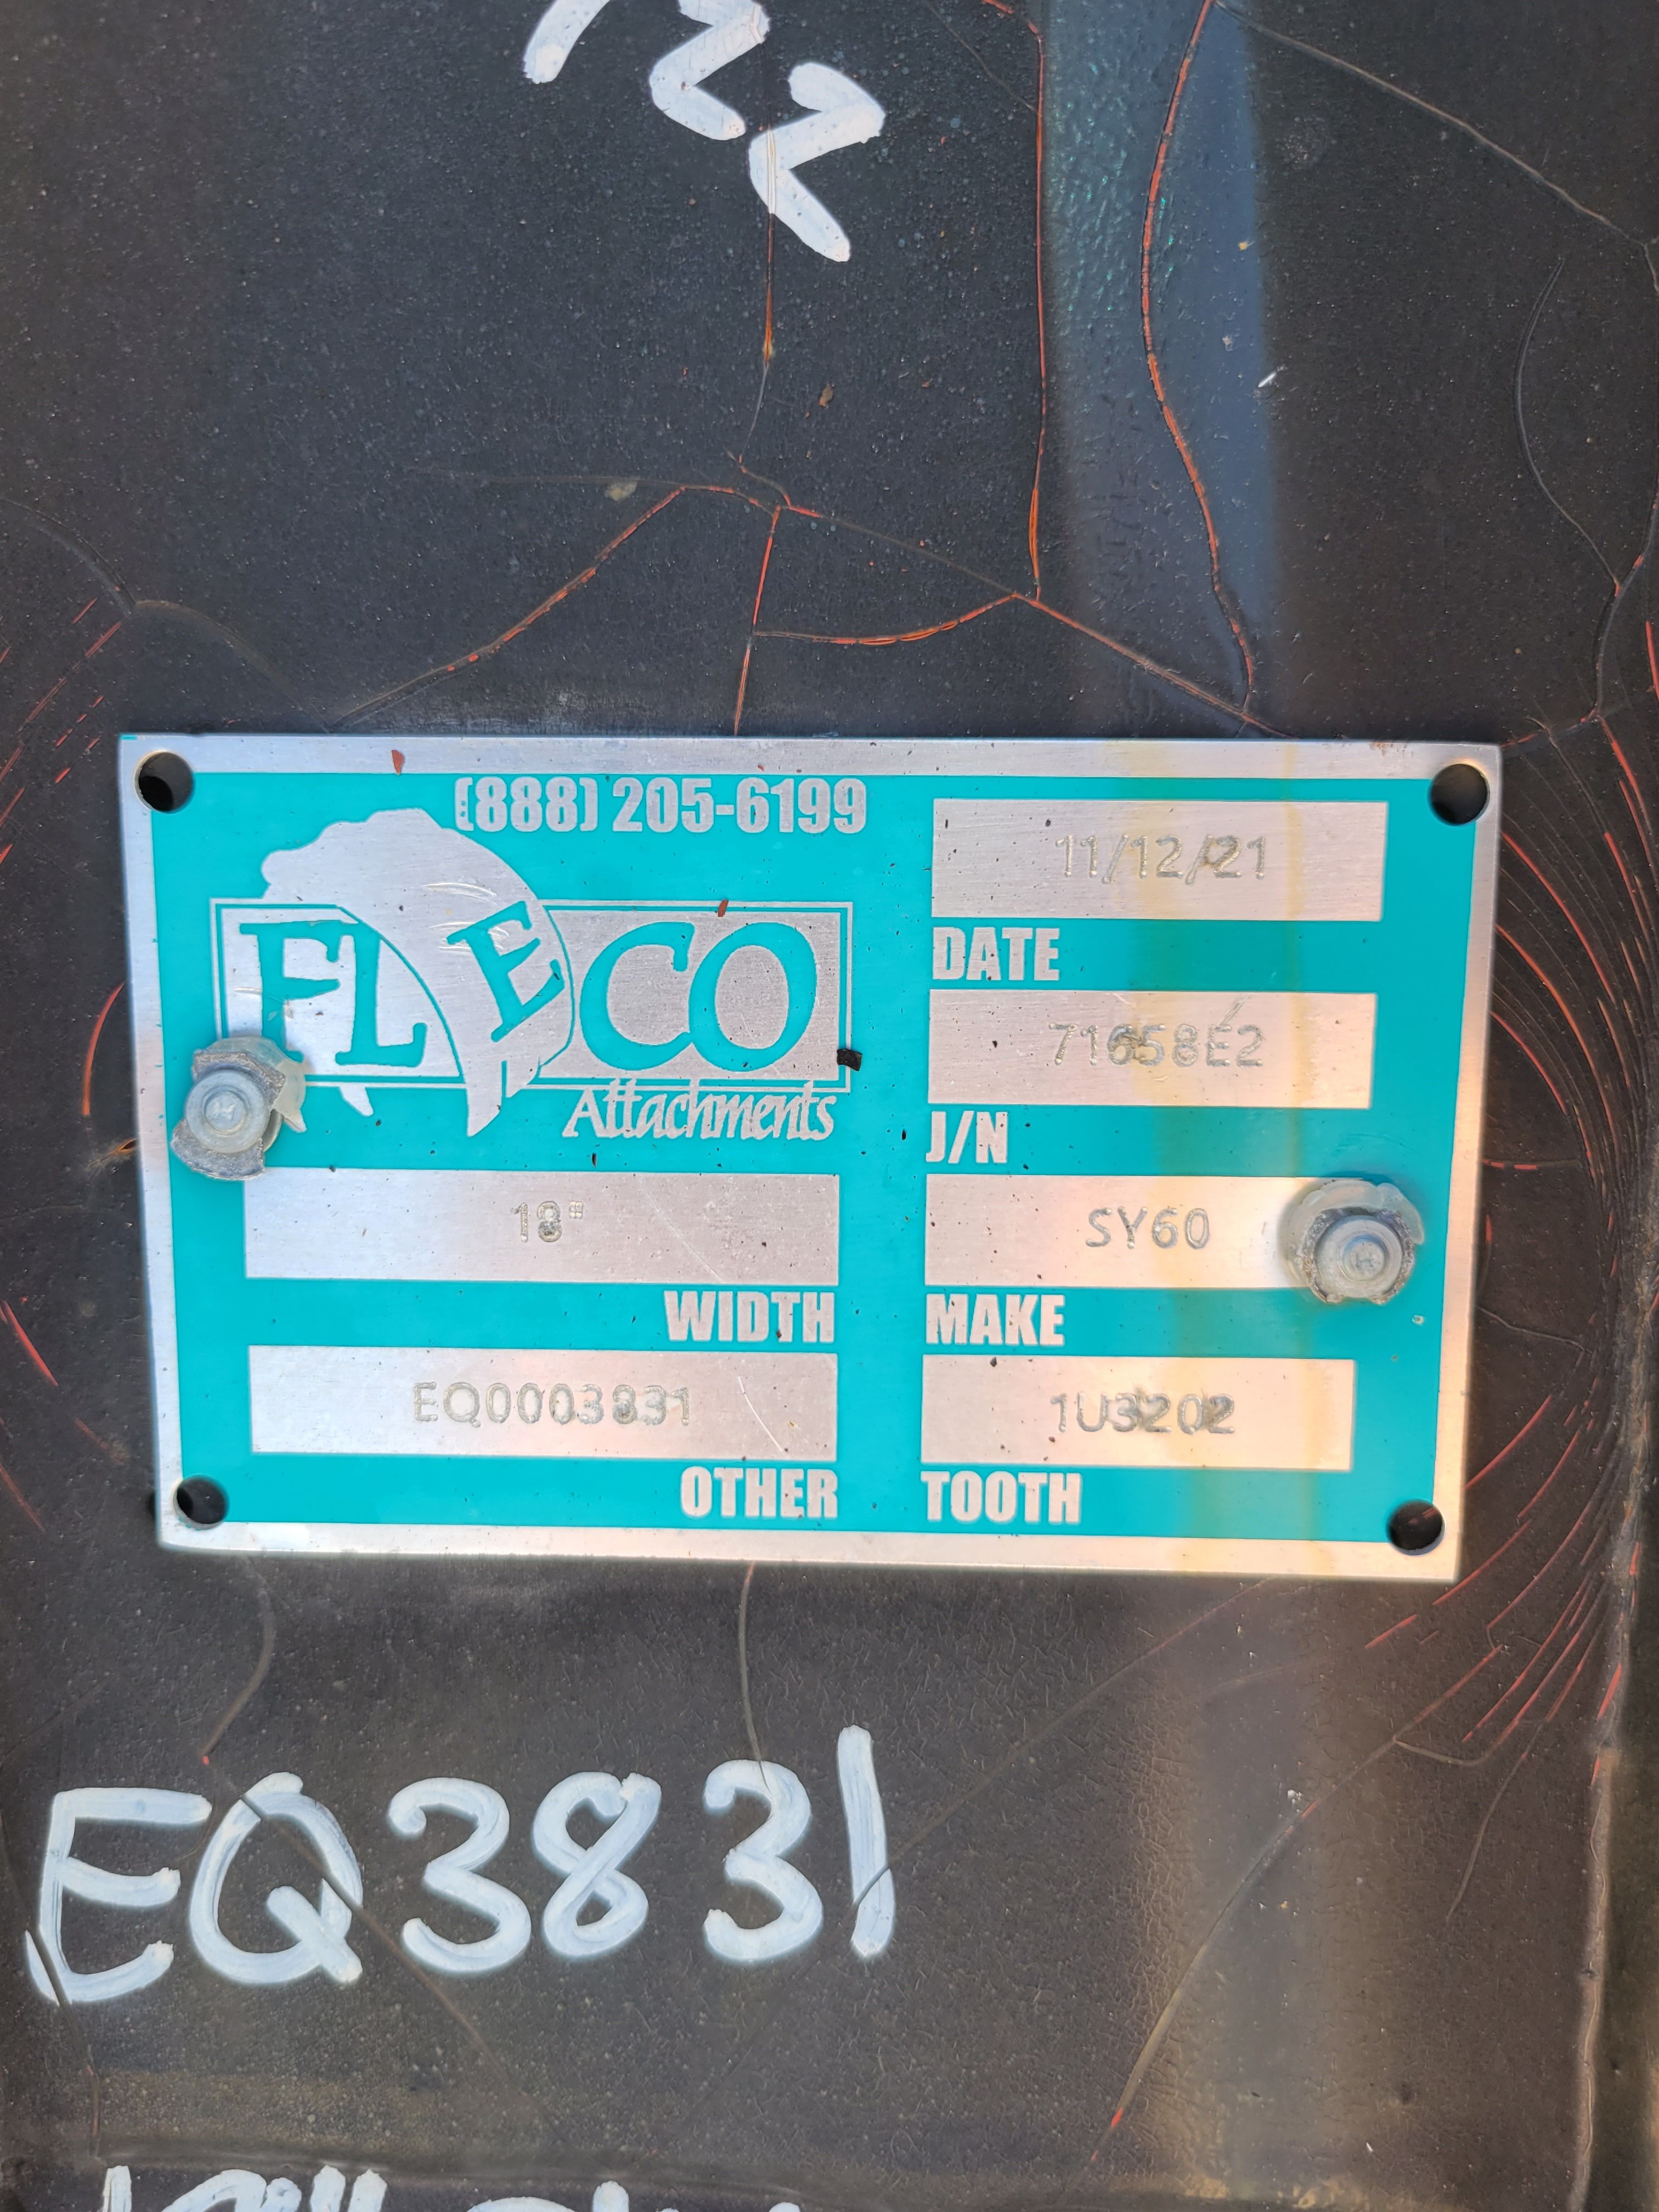 (888) 205-6199
FLECO
Attachments
11/12/21
DATE
71658E2
J/N
18"
WIDTH
SY60
MAKE
EQ0003831
OTHER
1U3202
TOOTH
EQ3831